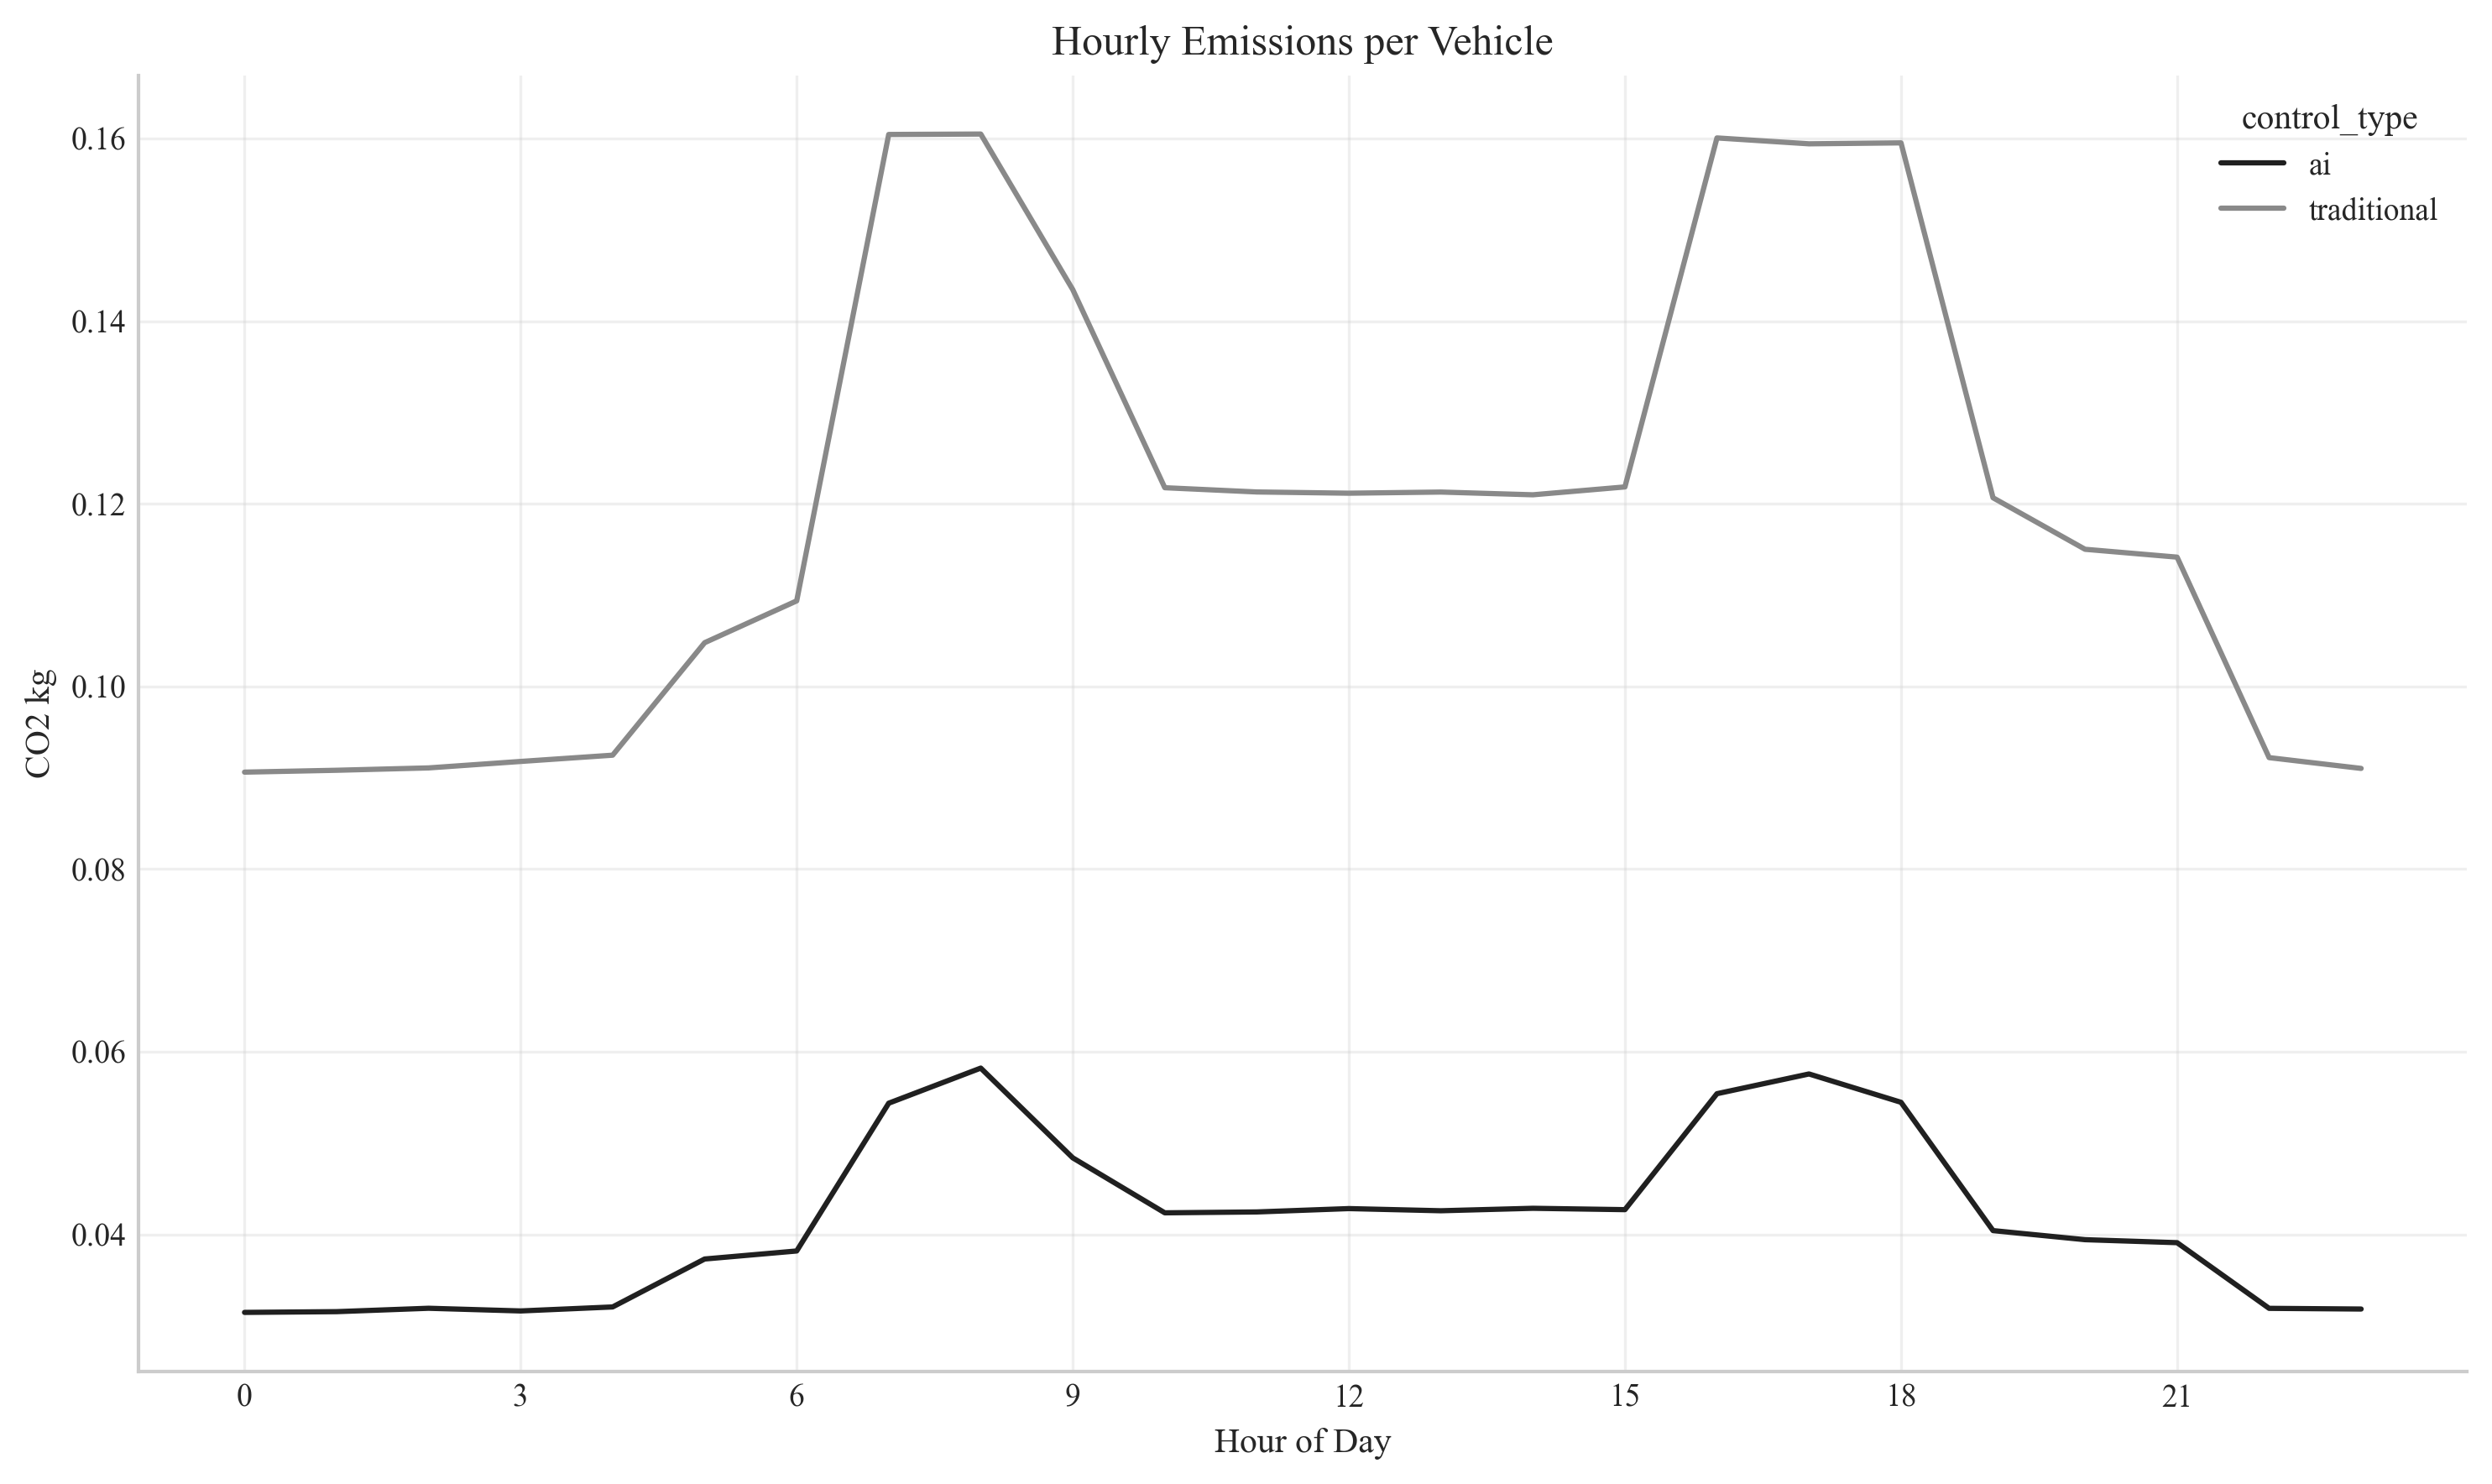 Hourly Emissions per Vehicle
control_type
ai
traditional
0.16
0.14
0.12
0.10
0.08
0.06
0.04
CO2 kg
0 3 6 9 12 15 18 21
Hour of Day